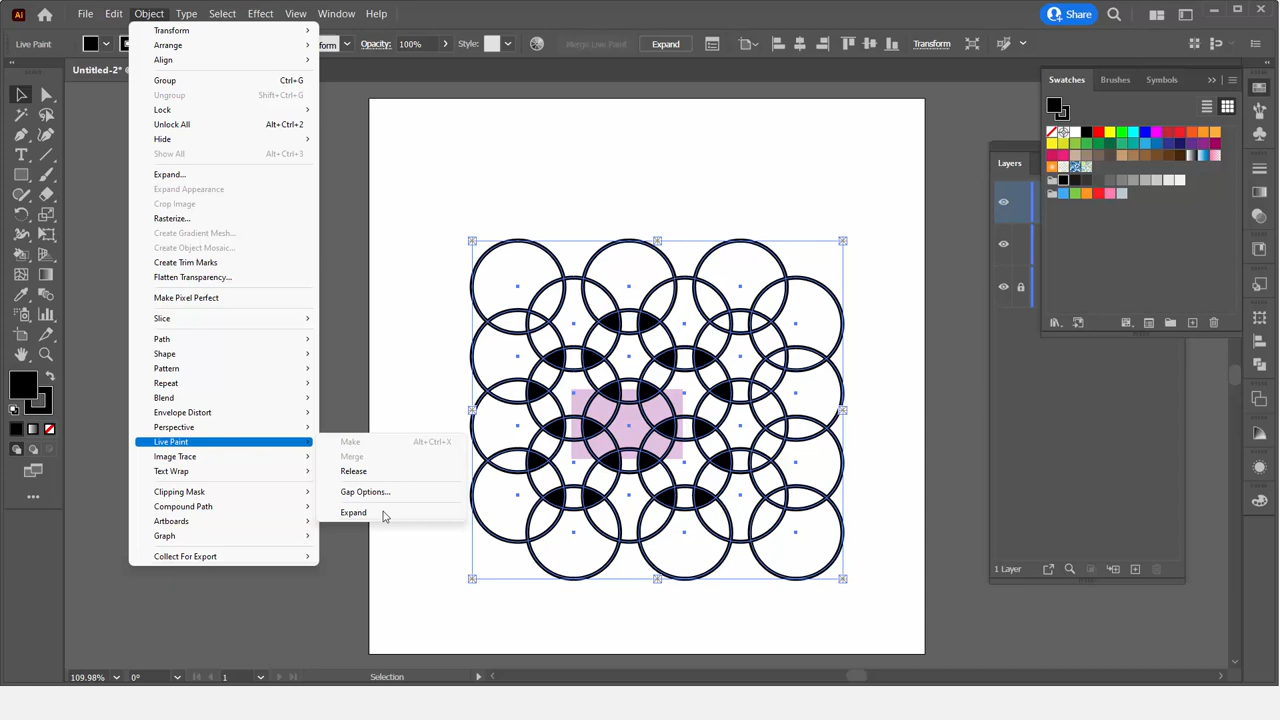 Ai File Edit Object Type Select Effect View Window Help Share
Live Paint form Opacity: 100% Style: Merge Live Paint Expand Transform
Untitled-2*
Transform
Arrange
Align
Group Ctrl+G
Ungroup Shift+Ctrl+G
Lock
Unlock All Alt+Ctrl+2
Hide
Show All Alt+Ctrl+3
Expand...
Expand Appearance
Crop Image
Rasterize...
Create Gradient Mesh...
Create Object Mosaic...
Create Trim Marks
Flatten Transparency...
Make Pixel Perfect
Slice
Path
Shape
Pattern
Repeat
Blend
Envelope Distort
Perspective
Live Paint
Image Trace
Text Wrap
Clipping Mask
Compound Path
Artboards
Graph
Collect For Export
Make Alt+Ctrl+X
Merge
Release
Gap Options...
Expand
Swatches Brushes Symbols
Layers
1 Layer
109.98% 0° 1 Selection